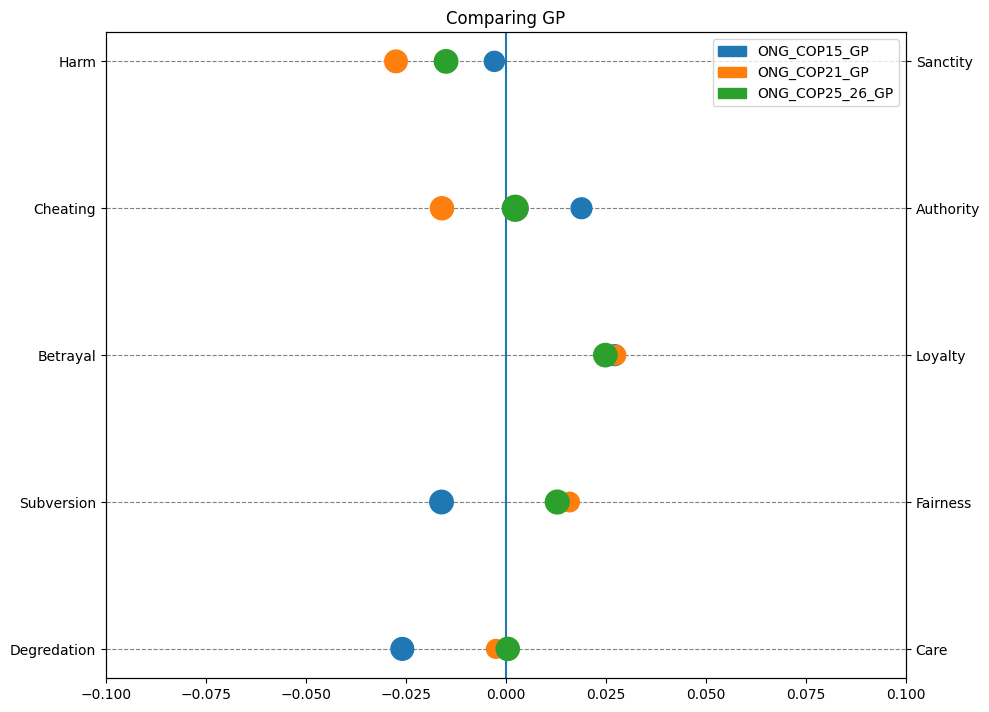 Comparing GP
Harm
Cheating
Betrayal
Subversion
Degredation
Sanctity
Authority
Loyalty
Fairness
Care
ONG_COP15_GP
ONG_COP21_GP
ONG_COP25_26_GP
−0.100
−0.075
−0.050
−0.025
0.000
0.025
0.050
0.075
0.100